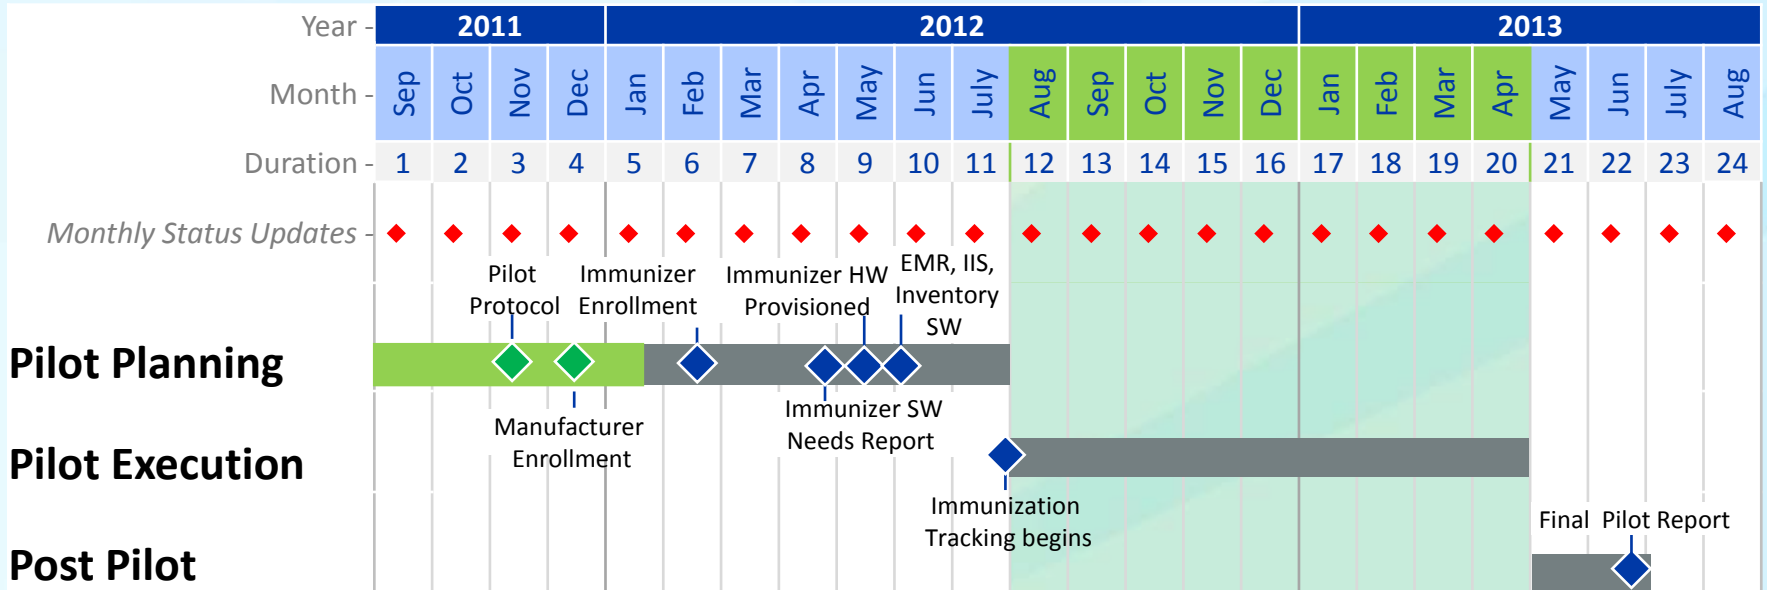 Year - 2011 2012 2013
Month - Sep Oct Nov Dec Jan Feb Mar Apr May Jun July Aug Sep Oct Nov Dec Jan Feb Mar Apr May Jun July Aug
Duration - 1 2 3 4 5 6 7 8 9 10 11 12 13 14 15 16 17 18 19 20 21 22 23 24
Monthly Status Updates -
Pilot
Protocol
Immunizer
Enrollment
Immunizer HW
Provisioned
EMR, IIS,
Inventory
SW
Pilot Planning
Manufacturer
Enrollment
Immunizer SW
Needs Report
Pilot Execution
Immunization
Tracking begins
Final Pilot Report
Post Pilot